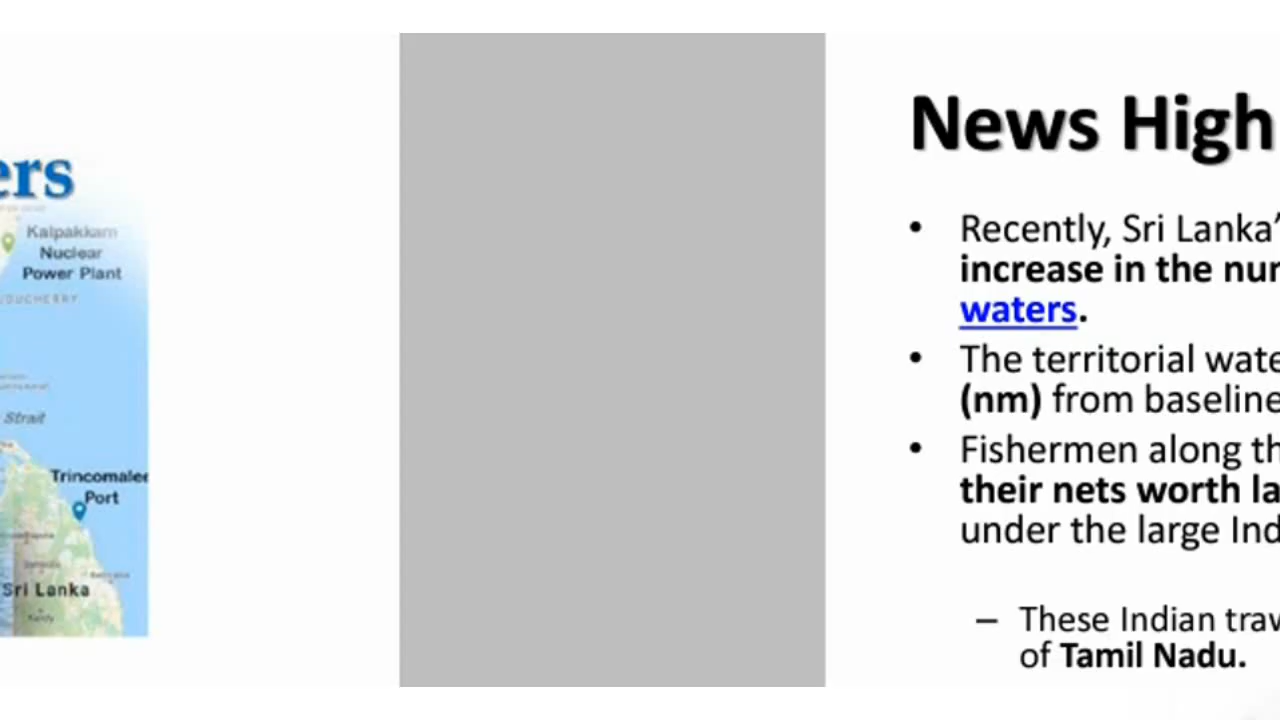 ers
Kalpakkam
Nuclear
Power Plant
Strait
Trincomalee
Port
Sri Lanka
Kandy
News High
• Recently, Sri Lanka’
increase in the nur
waters.
• The territorial wate
(nm) from baseline
• Fishermen along th
their nets worth la
under the large Ind
– These Indian traw
of Tamil Nadu.